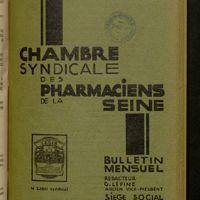 CHAMBRE
SYNDICALE
DES
PHARMACIENS
DE LA SEINE
BULLETIN
MENSUEL
RÉDACTEUR
G. LÉPINE
ANCIEN VICE-PRÉSIDENT
SIÈGE SOCIAL